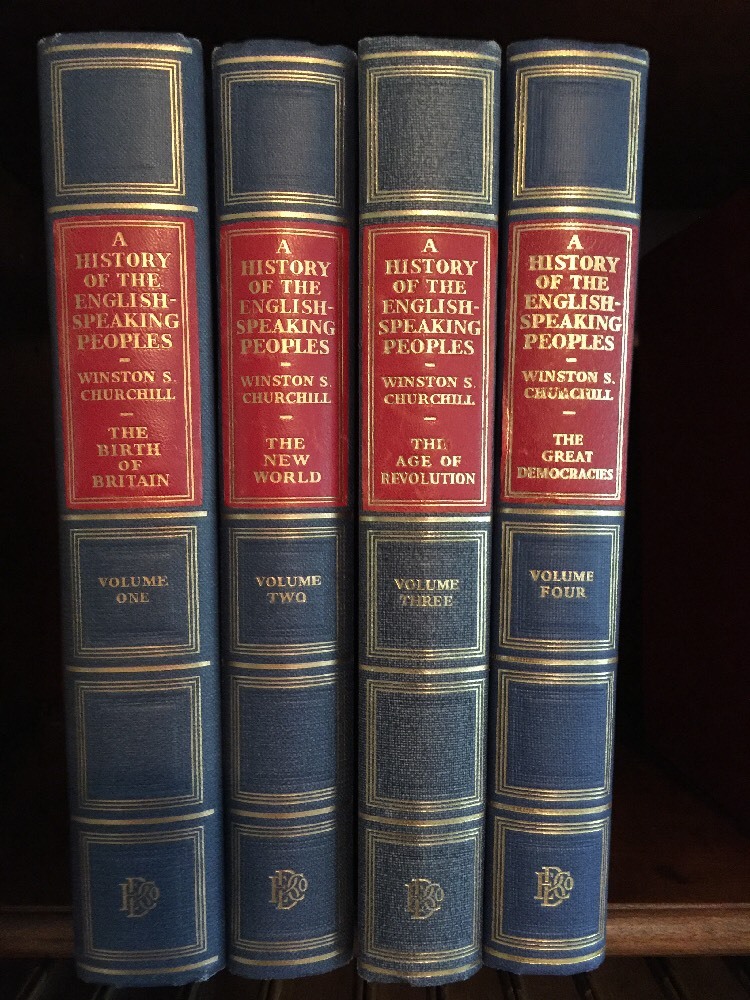 A
HISTORY
OF THE
ENGLISH-
SPEAKING
PEOPLES
WINSTON S.
CHURCHILL
THE
BIRTH
OF
BRITAIN
VOLUME
ONE
A
HISTORY
OF THE
ENGLISH-
SPEAKING
PEOPLES
WINSTON S.
CHURCHILL
THE
NEW
WORLD
VOLUME
TWO
A
HISTORY
OF THE
ENGLISH-
SPEAKING
PEOPLES
WINSTON S.
CHURCHILL
THE
AGE OF
REVOLUTION
VOLUME
THREE
A
HISTORY
OF THE
ENGLISH-
SPEAKING
PEOPLES
WINSTON S.
CHURCHILL
THE
GREAT
DEMOCRACIES
VOLUME
FOUR